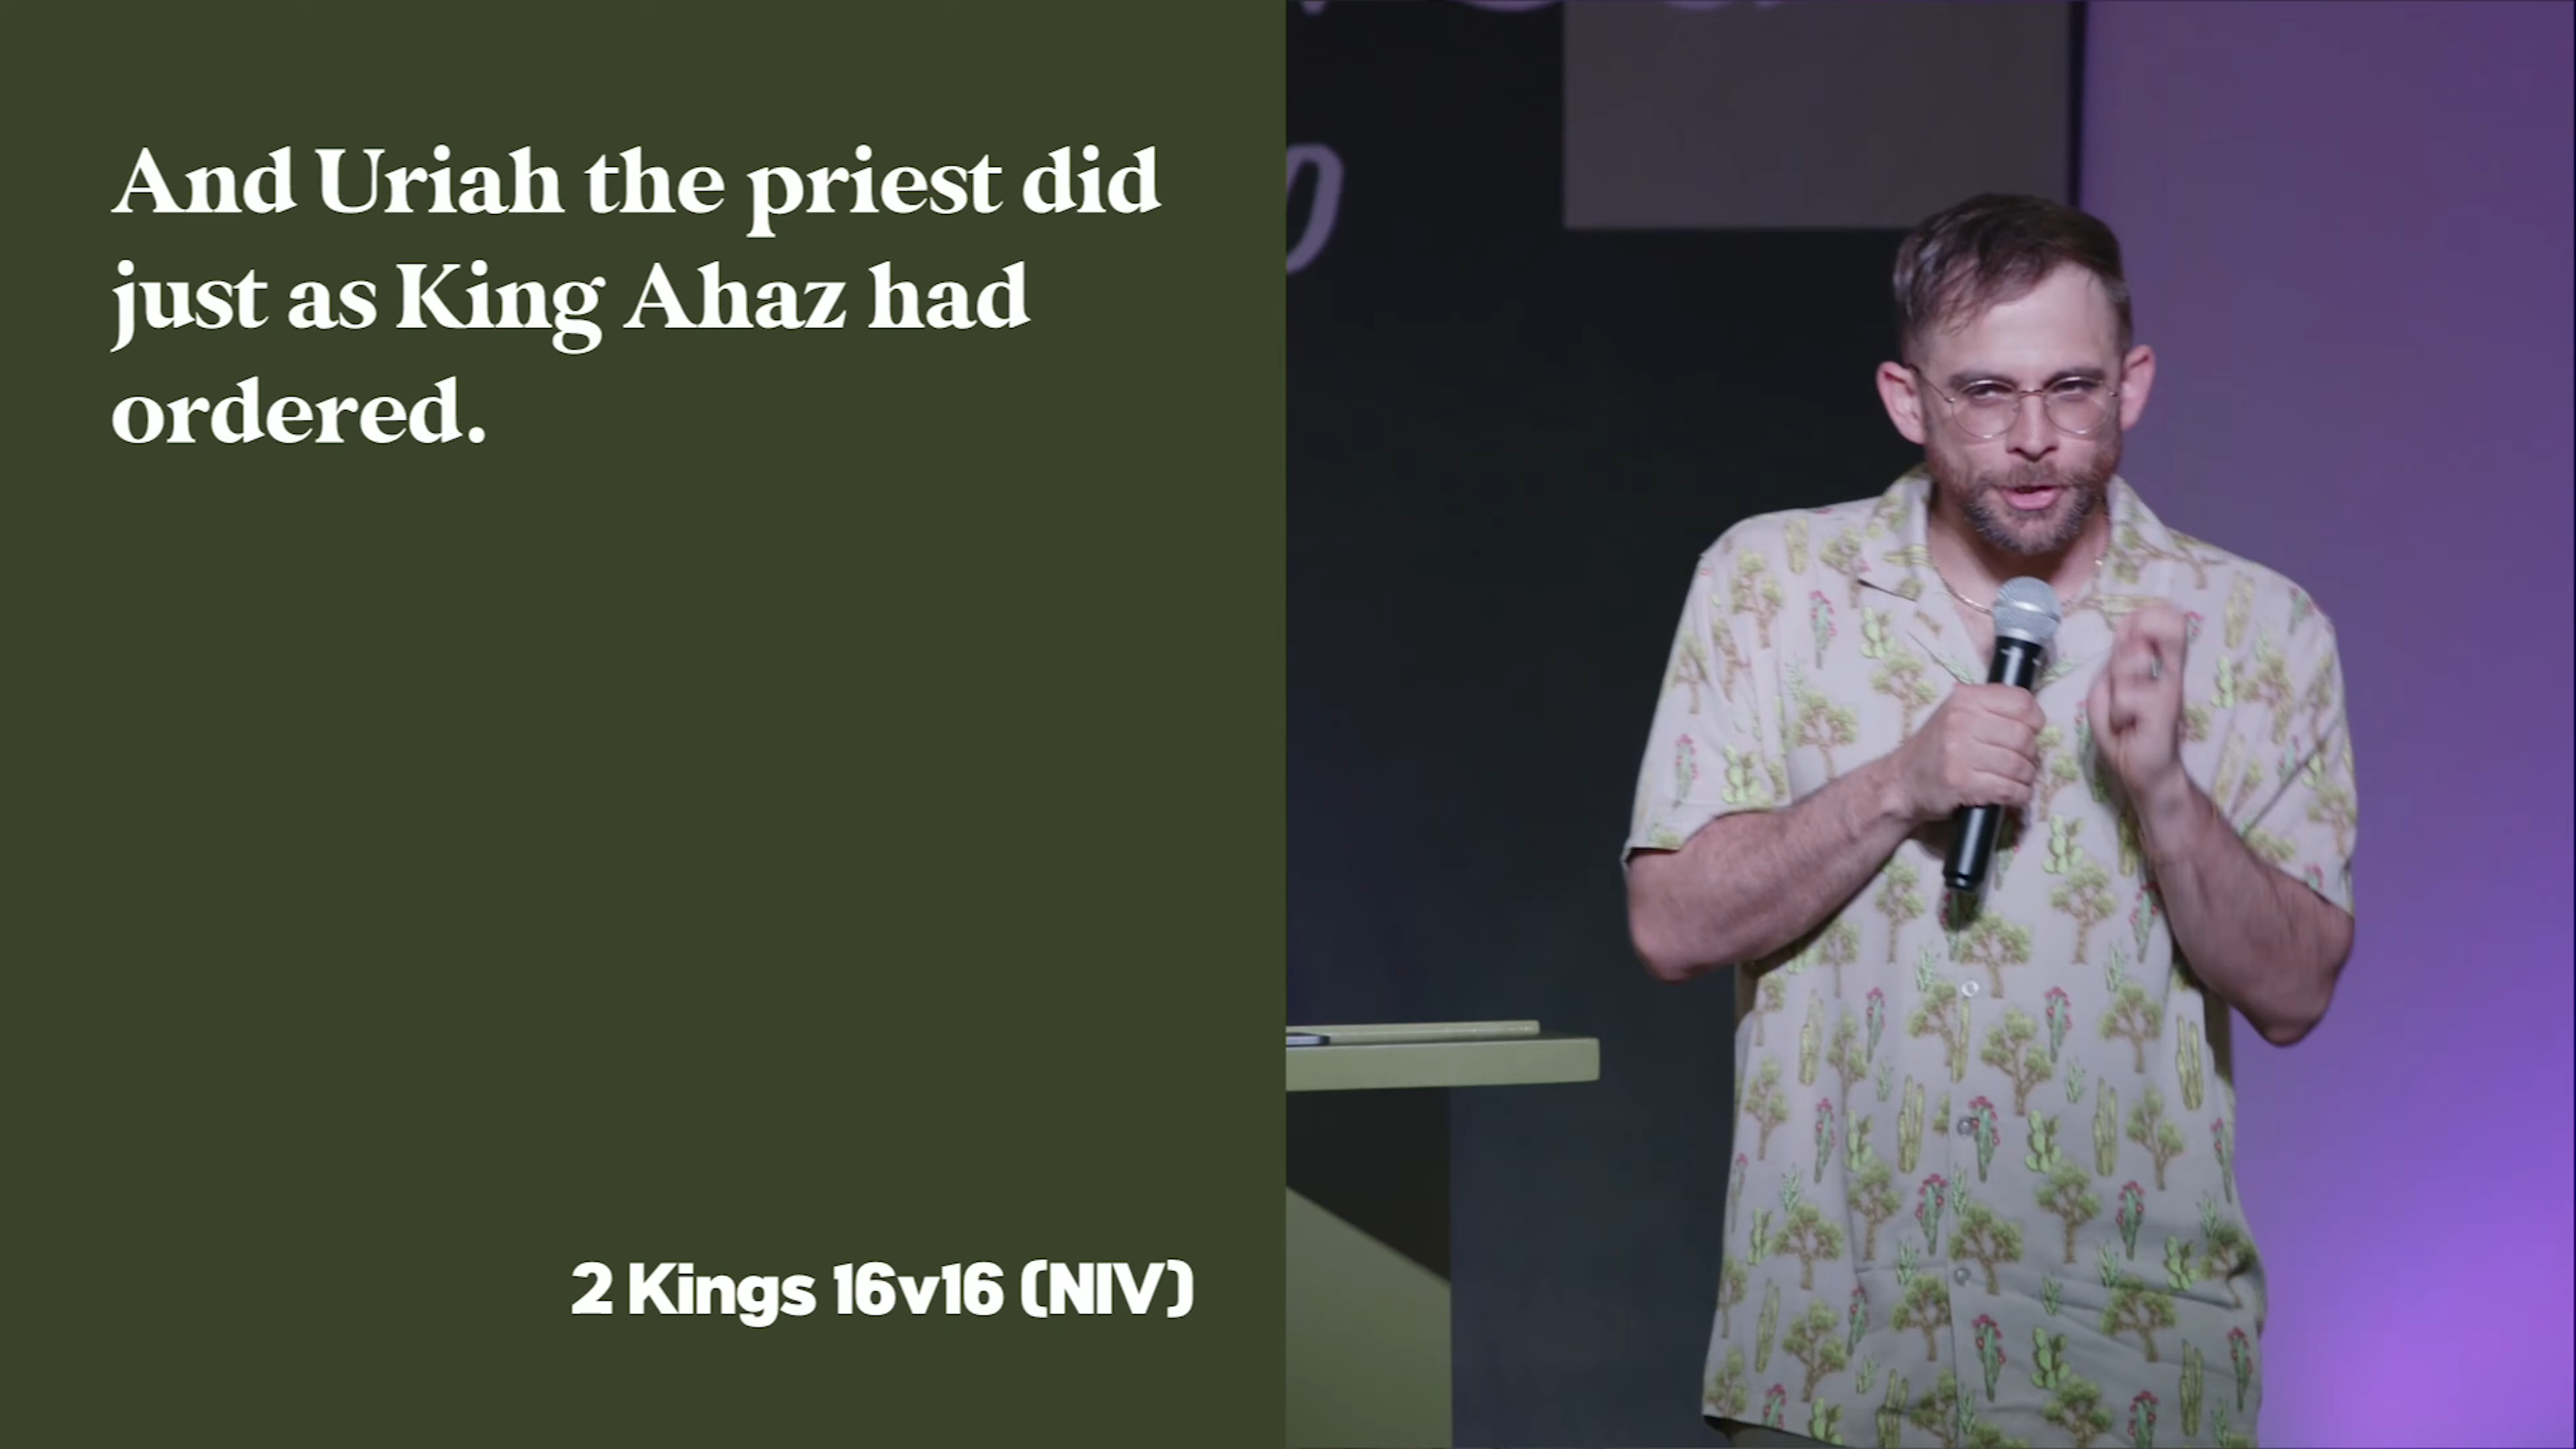 And Uriah the priest did
just as King Ahaz had
ordered.
2 Kings 16v16 (NIV)